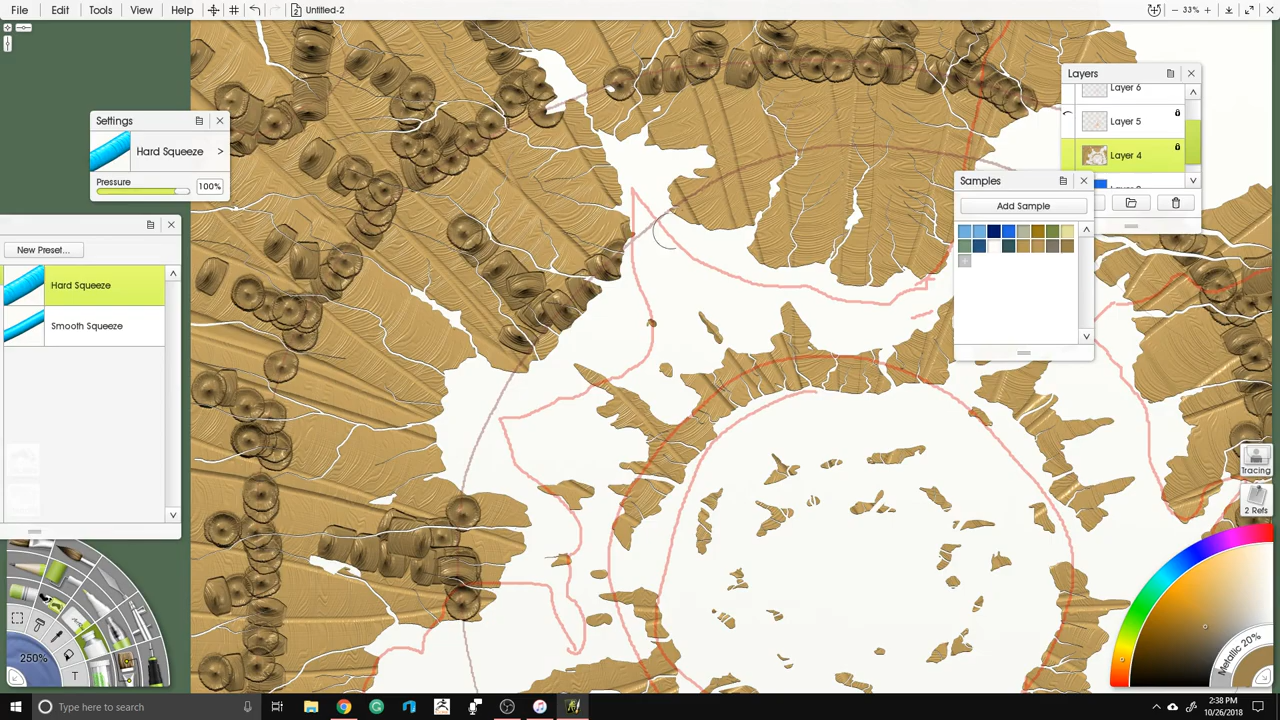 File Edit Tools View Help Untitled-2 33%
Layers
Layer 6
Layer 5
Layer 4
Settings
Hard Squeeze >
Pressure 100%
Samples
Add Sample
New Preset...
Hard Squeeze
Smooth Squeeze
Tracing
2 Refs
250%
T
Metallic 20%
Type here to search
2:38 PM
10/26/2018